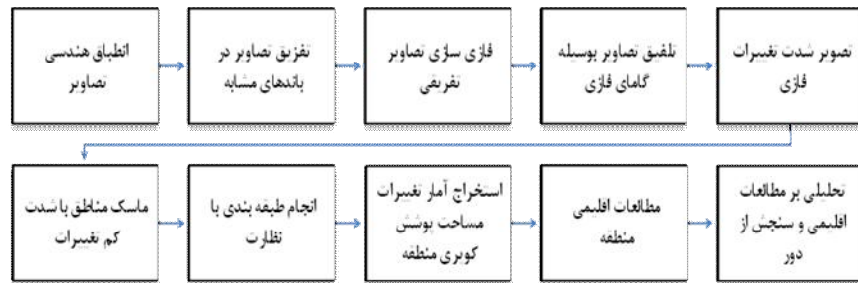 انطباق هندسی
تصاویر
تفریق تصاویر در
باندهای مشابه
فازی سازی تصاویر
تفریقی
تلفیق تصاویر بوسیله
گامای فازی
تصویر شدت تغییرات
فازی
ماسک مناطق با شدت
کم تغییرات
انجام طبقه بندی با
نظارت
استخراج آمار تغییرات
مساحت پوشش
کویری منطقه
مطالعات اقلیمی
منطقه
تحلیلی بر مطالعات
اقلیمی و سنجش از
دور